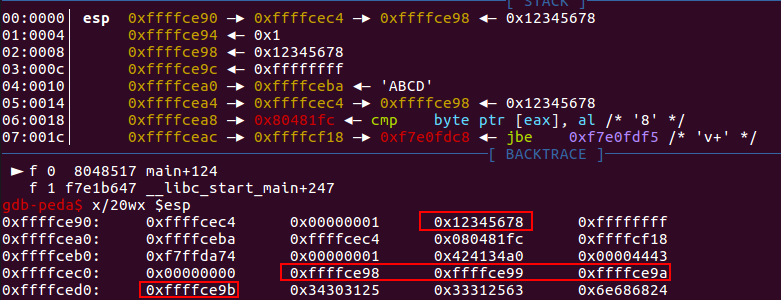 [ STACK ]
00:0000│ esp 0xffffce90 —▸ 0xffffcec4 —▸ 0xffffce98 ◂— 0x12345678
01:0004│ 0xffffce94 ◂— 0x1
02:0008│ 0xffffce98 ◂— 0x12345678
03:000c│ 0xffffce9c ◂— 0xffffffff
04:0010│ 0xffffcea0 —▸ 0xffffceba ◂— 'ABCD'
05:0014│ 0xffffcea4 —▸ 0xffffcec4 —▸ 0xffffce98 ◂— 0x12345678
06:0018│ 0xffffcea8 —▸ 0x80481fc ◂— cmp byte ptr [eax], al /* '8' */
07:001c│ 0xffffceac —▸ 0xffffcf18 —▸ 0xf7e0fdc8 ◂— jbe 0xf7e0fdf5 /* 'v+' */
[ BACKTRACE ]
► f 0 8048517 main+124
f 1 f7e1b647 __libc_start_main+247
gdb-peda$ x/20wx $esp
0xffffce90: 0xffffcec4 0x00000001 0x12345678 0xffffffff
0xffffcea0: 0xffffceba 0xffffcec4 0x080481fc 0xffffcf18
0xffffceb0: 0xf7ffda74 0x00000001 0x424134a0 0x00004443
0xffffcec0: 0x00000000 0xffffce98 0xffffce99 0xffffce9a
0xffffced0: 0xffffce9b 0x34303125 0x33312563 0x6e686824